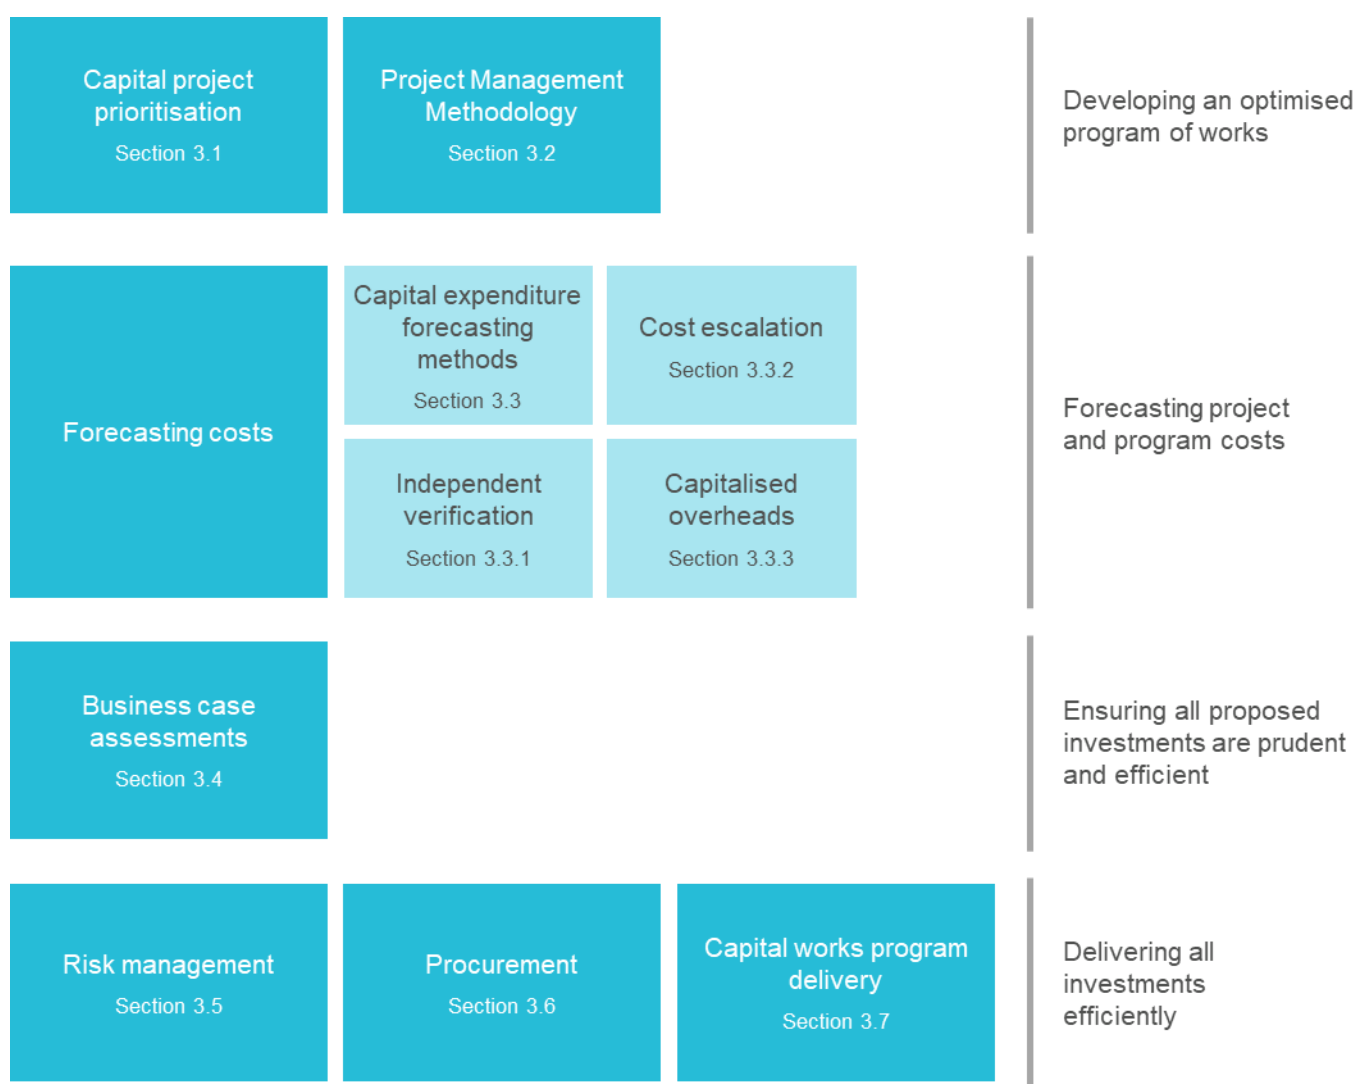 Capital project
prioritisation
Section 3.1
Project Management
Methodology
Section 3.2
Developing an optimised
program of works
Forecasting costs
Capital expenditure
forecasting
methods
Section 3.3
Cost escalation
Section 3.3.2
Independent
verification
Section 3.3.1
Capitalised
overheads
Section 3.3.3
Forecasting project
and program costs
Business case
assessments
Section 3.4
Ensuring all proposed
investments are prudent
and efficient
Risk management
Section 3.5
Procurement
Section 3.6
Capital works program
delivery
Section 3.7
Delivering all
investments
efficiently